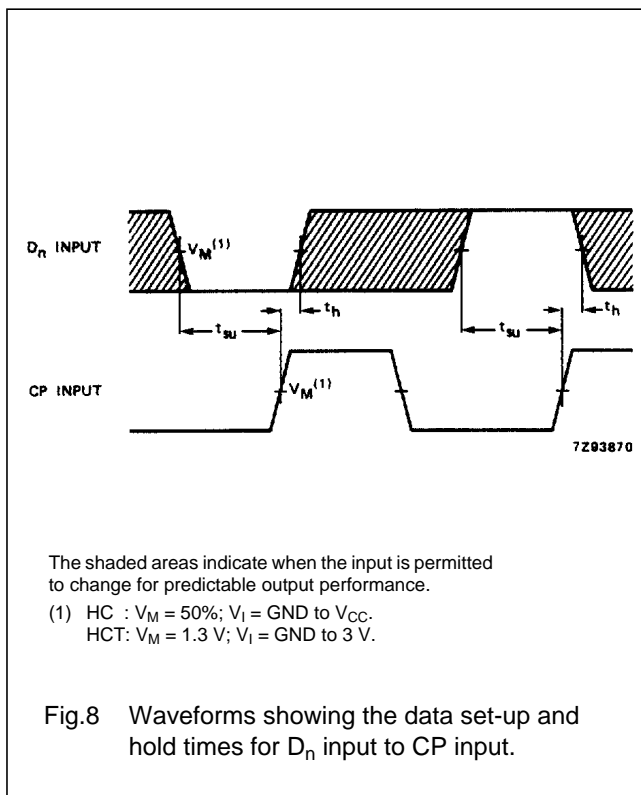 Dn INPUT
VM(1)
th
th
tsu
tsu
CP INPUT
VM(1)
7Z93870
The shaded areas indicate when the input is permitted
to change for predictable output performance.
(1) HC : VM = 50%; VI = GND to VCC.
HCT: VM = 1.3 V; VI = GND to 3 V.
Fig.8 Waveforms showing the data set-up and
hold times for Dn input to CP input.